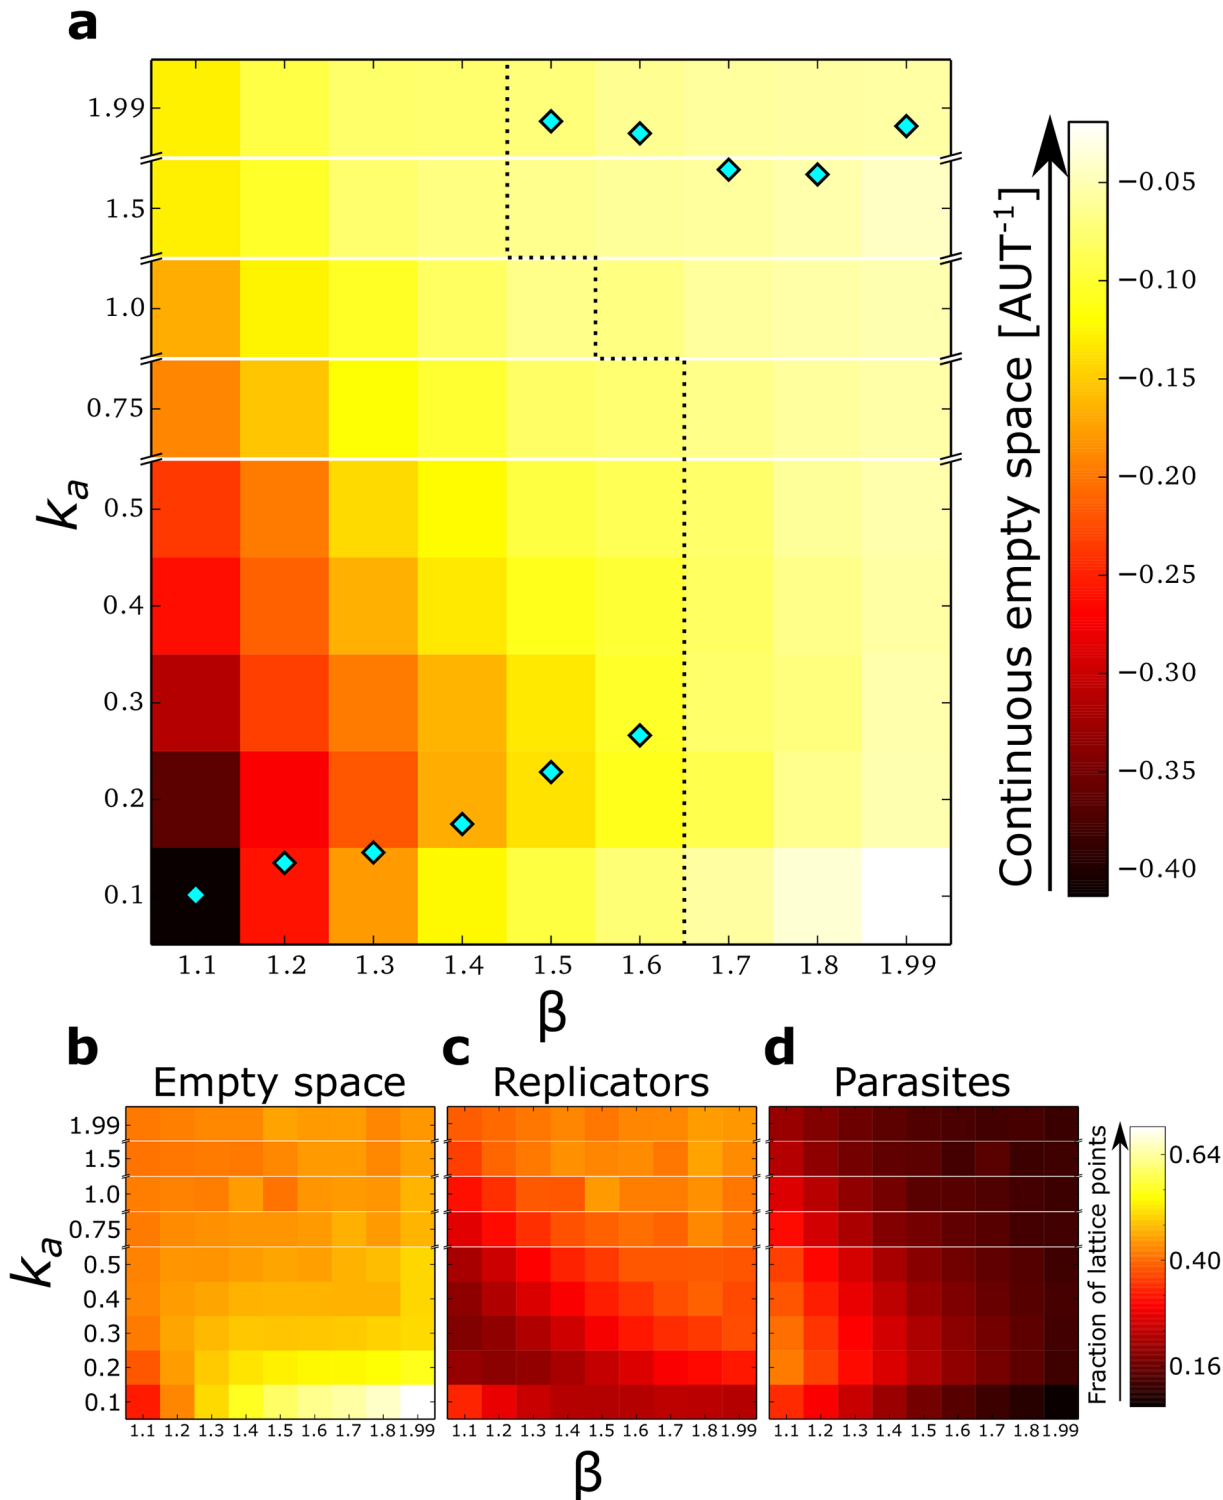 a
1.99
1.5
1.0
0.75
0.5
0.4
0.3
0.2
0.1
k_a
1.1 1.2 1.3 1.4 1.5 1.6 1.7 1.8 1.99
β
Continuous empty space [AUT⁻¹]
−0.05
−0.10
−0.15
−0.20
−0.25
−0.30
−0.35
−0.40
b c d
Empty space Replicators Parasites
1.99
1.5
1.0
0.75
0.5
0.4
0.3
0.2
0.1
k_a
1.1 1.2 1.3 1.4 1.5 1.6 1.7 1.8 1.99 1.1 1.2 1.3 1.4 1.5 1.6 1.7 1.8 1.99 1.1 1.2 1.3 1.4 1.5 1.6 1.7 1.8 1.99
β
Fraction of lattice points
0.64
0.40
0.16